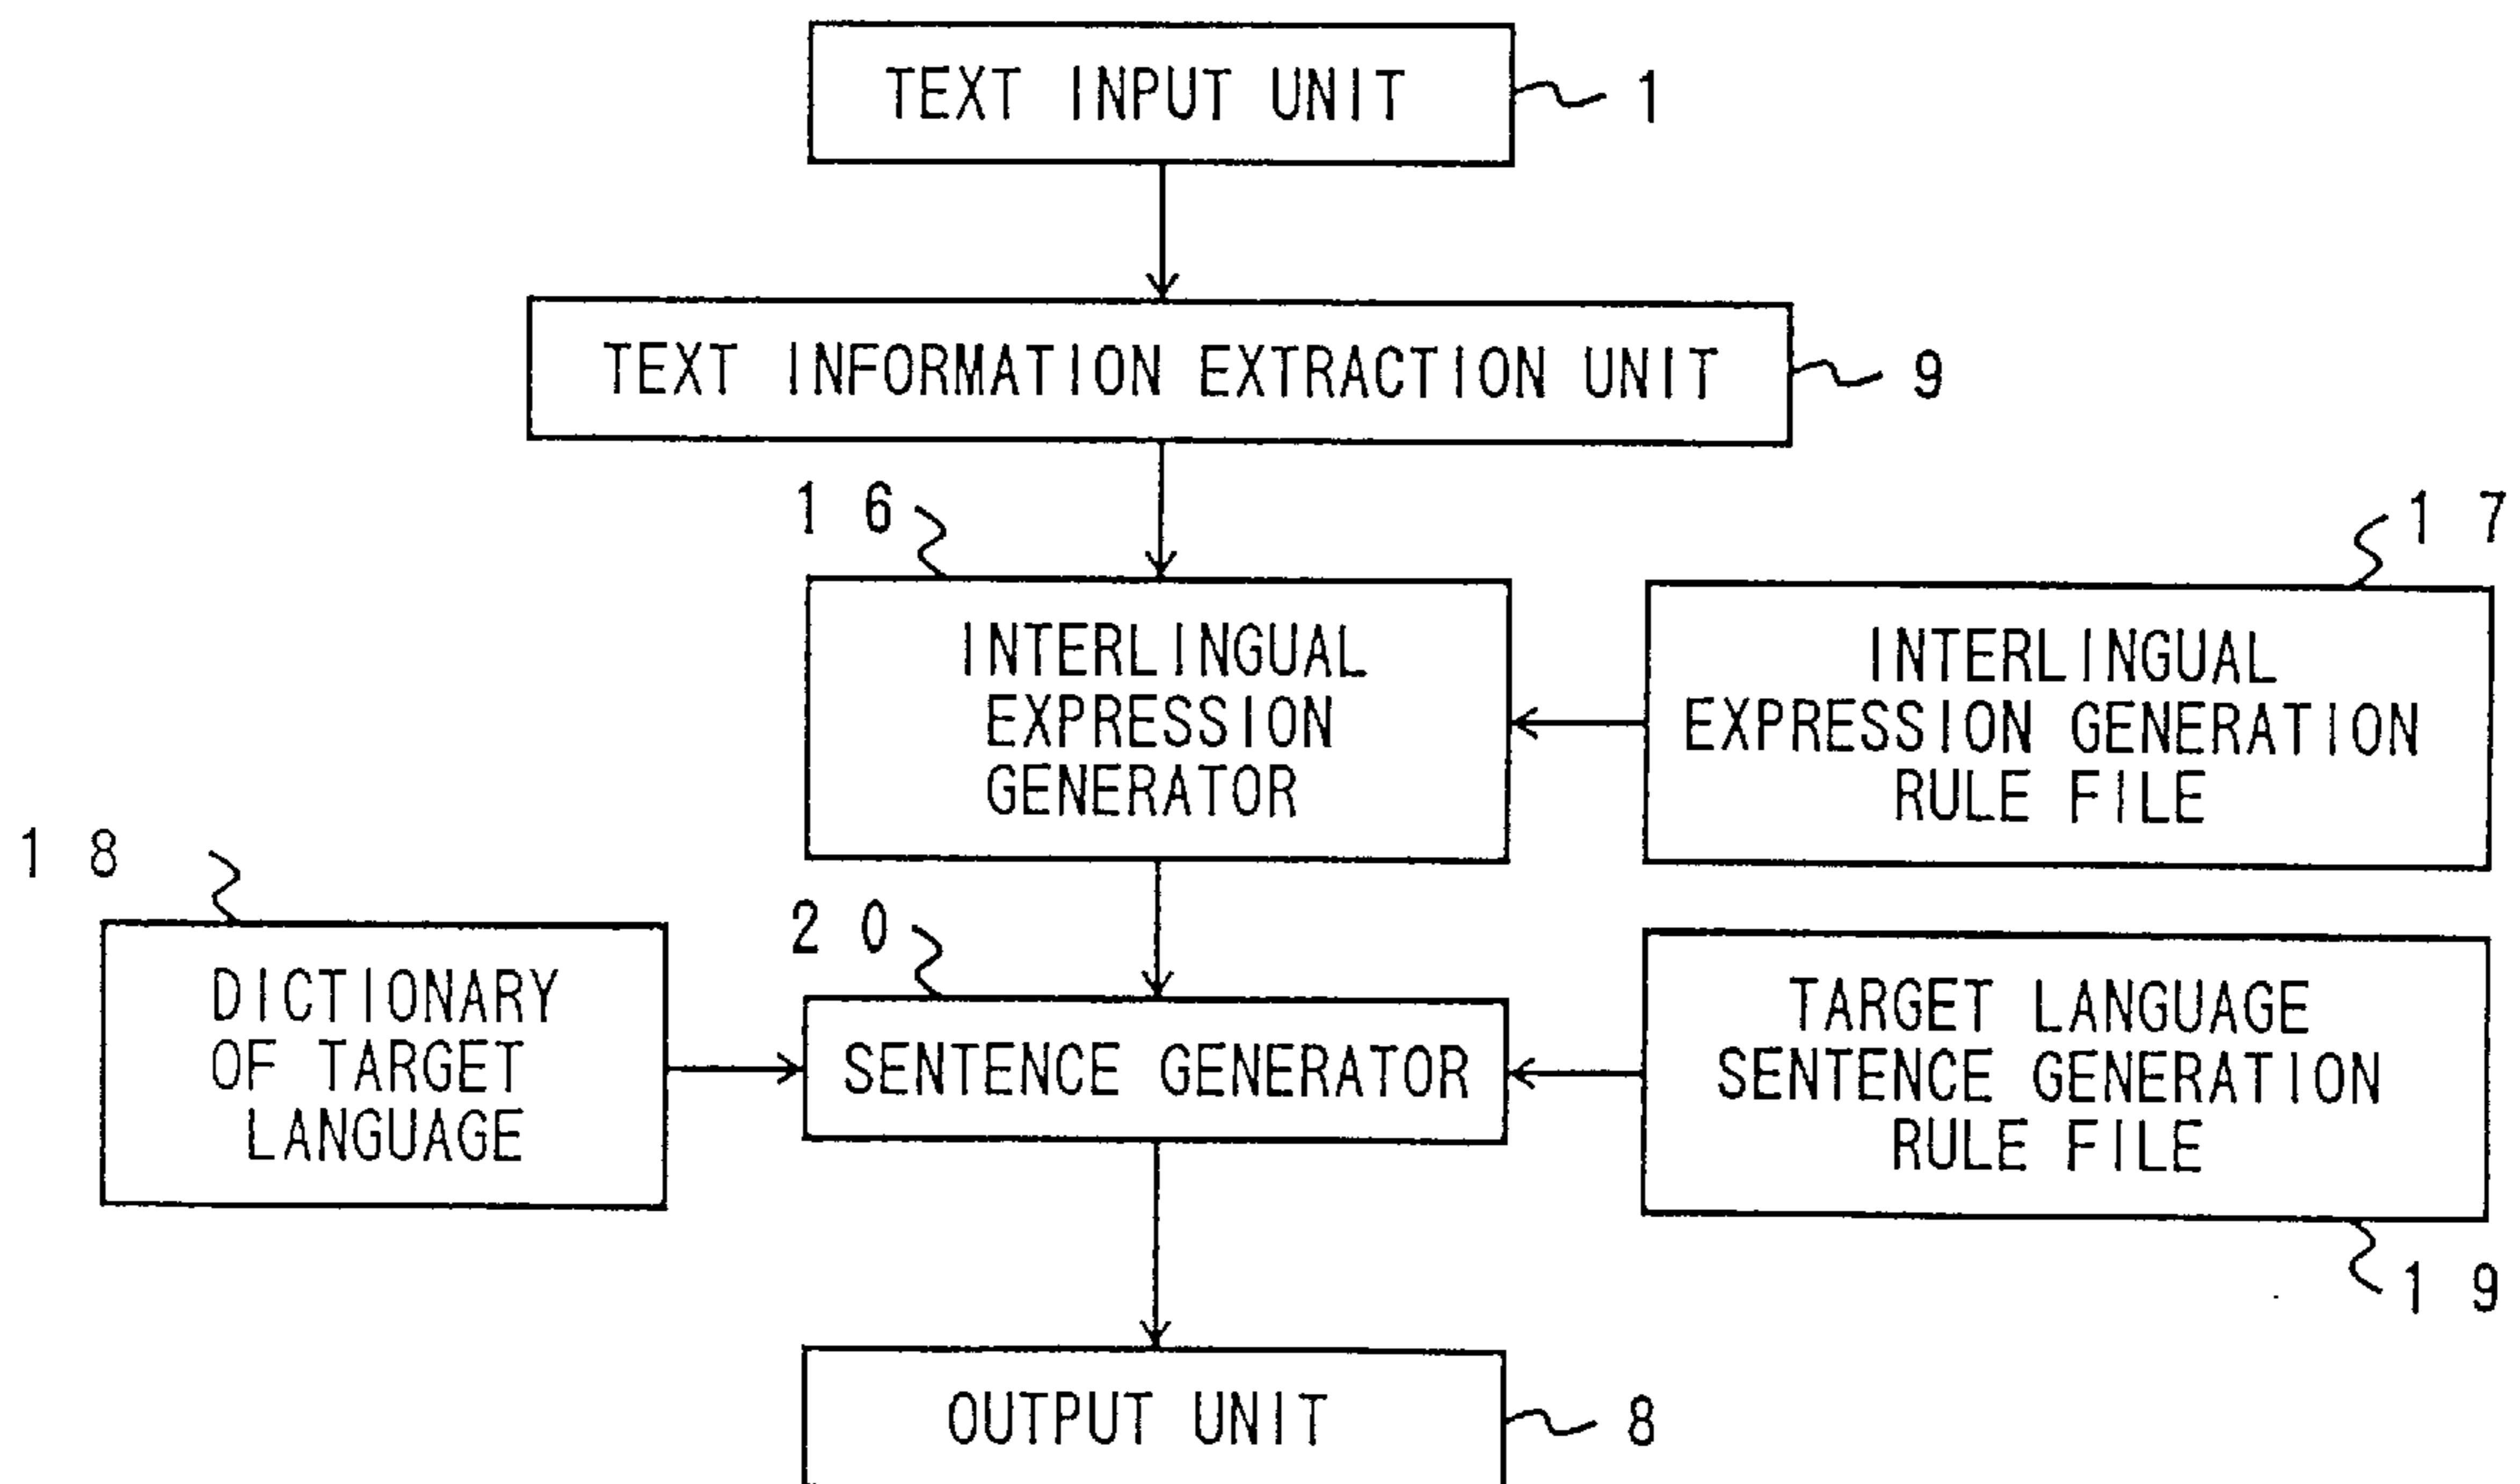 TEXT INPUT UNIT
1
TEXT INFORMATION EXTRACTION UNIT
9
16
17
INTERLINGUAL
EXPRESSION
GENERATOR
INTERLINGUAL
EXPRESSION GENERATION
RULE FILE
18
20
DICTIONARY
OF TARGET
LANGUAGE
SENTENCE GENERATOR
TARGET LANGUAGE
SENTENCE GENERATION
RULE FILE
19
OUTPUT UNIT
8